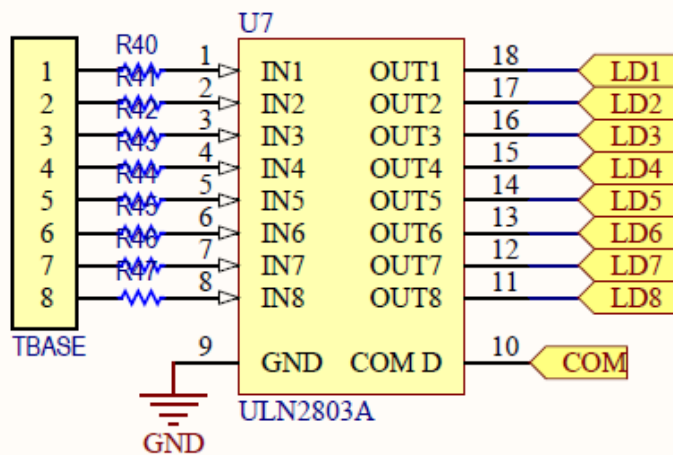 U7
R40
1 1 IN1 OUT1 18 LD1
R41
2 2 IN2 OUT2 17 LD2
R42
3 3 IN3 OUT3 16 LD3
R43
4 4 IN4 OUT4 15 LD4
R44
5 5 IN5 OUT5 14 LD5
R45
6 6 IN6 OUT6 13 LD6
R46
7 7 IN7 OUT7 12 LD7
R47
8 8 IN8 OUT8 11 LD8
TBASE
9 GND COM D 10 COM
ULN2803A
GND